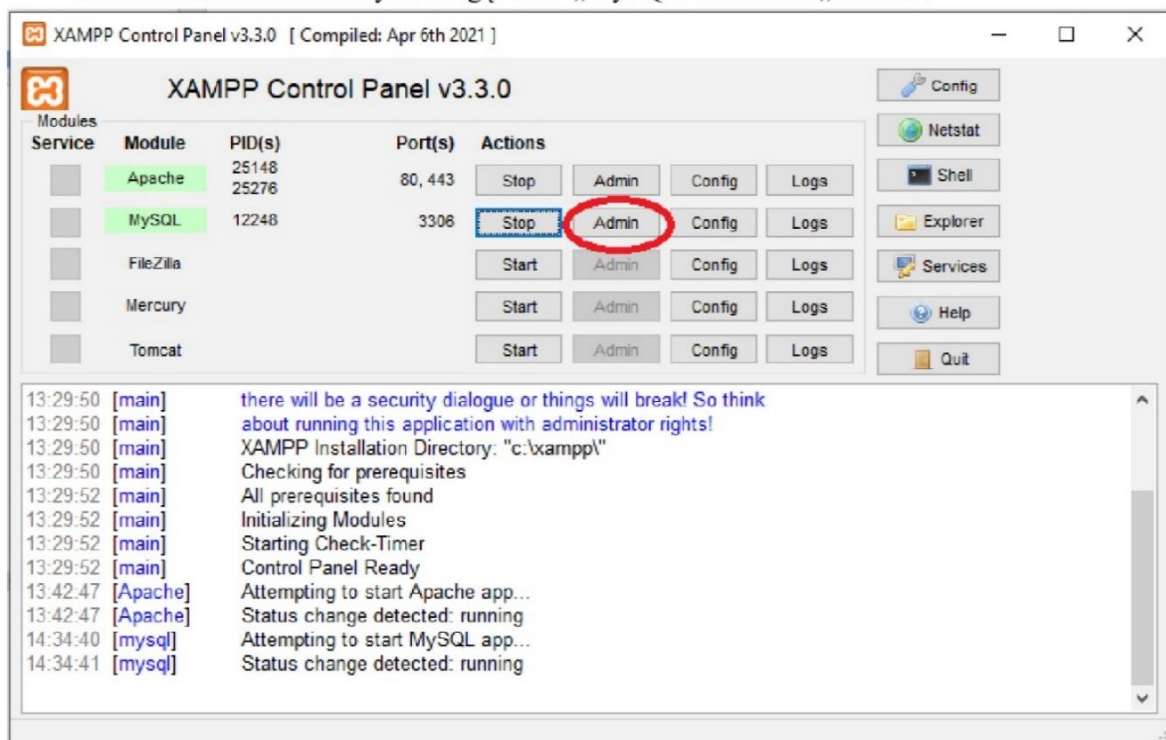 XAMPP Control Panel v3.3.0 [ Compiled: Apr 6th 2021 ]
XAMPP Control Panel v3.3.0
Config
Modules
Service Module PID(s) Port(s) Actions
Netstat
Apache 25148 25276 80, 443 Stop Admin Config Logs
Shell
MySQL 12248 3306 Stop Admin Config Logs
Explorer
FileZilla Start Admin Config Logs
Services
Mercury Start Admin Config Logs
Help
Tomcat Start Admin Config Logs
Quit
13:29:50 [main] there will be a security dialogue or things will break! So think
13:29:50 [main] about running this application with administrator rights!
13:29:50 [main] XAMPP Installation Directory: "c:\xampp\"
13:29:50 [main] Checking for prerequisites
13:29:52 [main] All prerequisites found
13:29:52 [main] Initializing Modules
13:29:52 [main] Starting Check-Timer
13:29:52 [main] Control Panel Ready
13:42:47 [Apache] Attempting to start Apache app...
13:42:47 [Apache] Status change detected: running
14:34:40 [mysql] Attempting to start MySQL app...
14:34:41 [mysql] Status change detected: running